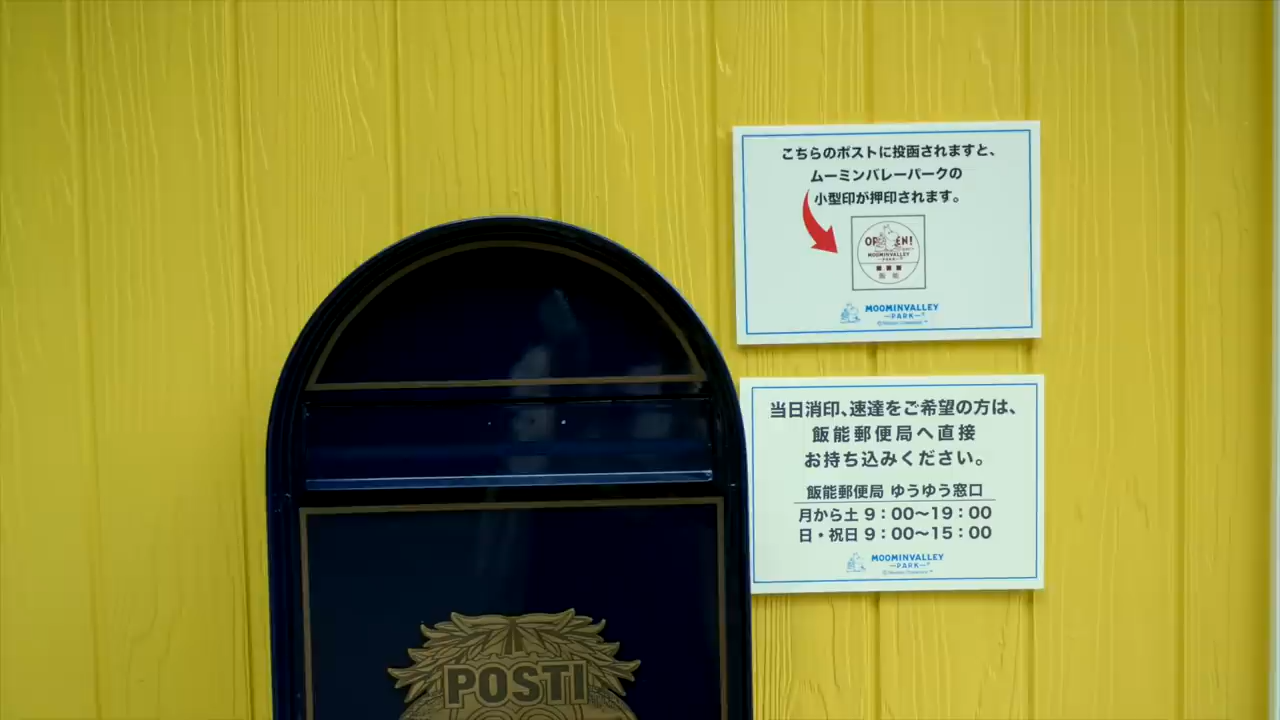 こちらのポストに投函されますと、
ムーミンバレーパークの
小型印が押印されます。
MOOMINVALLEY
PARK
飯 能
MOOMINVALLEY
PARK
当日消印、速達をご希望の方は、
飯能郵便局へ直接
お持ち込みください。
飯能郵便局 ゆうゆう窓口
月から土 9：00〜19：00
日・祝日 9：00〜15：00
MOOMINVALLEY
PARK
POSTI